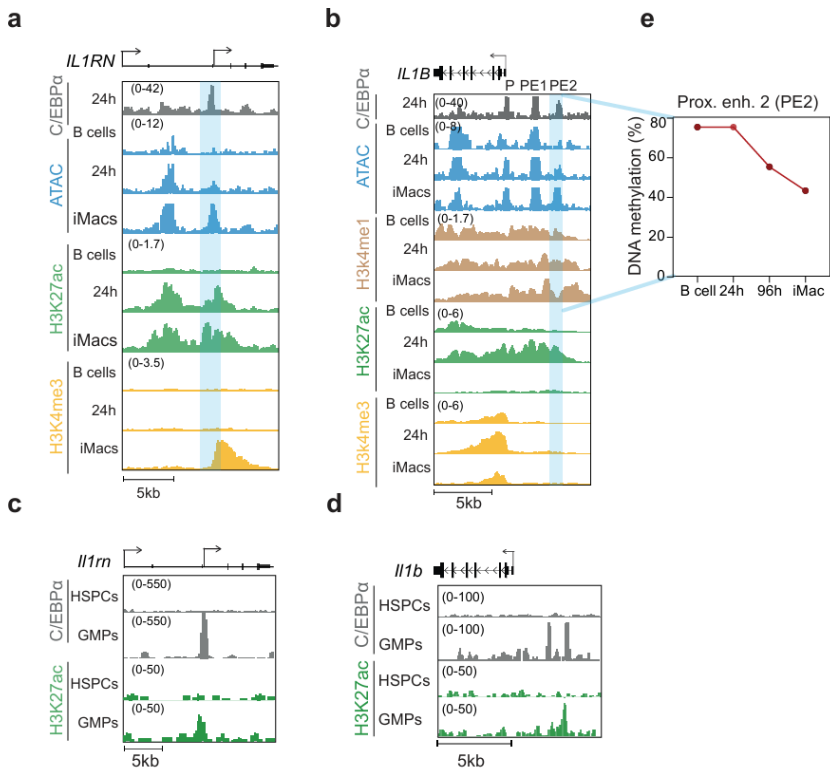 a
IL1RN
C/EBPα
24h
(0-42)
ATAC
B cells
(0-12)
24h
iMacs
H3K27ac
B cells
(0-1.7)
24h
iMacs
H3K4me3
B cells
(0-3.5)
24h
iMacs
5kb
b
IL1B
P PE1 PE2
C/EBPα
24h
(0-40)
ATAC
B cells
(0-8)
24h
iMacs
H3k4me1
B cells
(0-1.7)
24h
iMacs
H3K27ac
B cells
(0-6)
24h
iMacs
H3k4me3
B cells
(0-6)
24h
iMacs
5kb
e
Prox. enh. 2 (PE2)
DNA methylation (%)
80
60
40
20
0
B cell 24h 96h iMac
c
Il1rn
C/EBPα
HSPCs
(0-550)
GMPs
(0-550)
H3K27ac
HSPCs
(0-50)
GMPs
(0-50)
5kb
d
Il1b
C/EBPα
HSPCs
(0-100)
GMPs
(0-100)
H3K27ac
HSPCs
(0-50)
GMPs
(0-50)
5kb